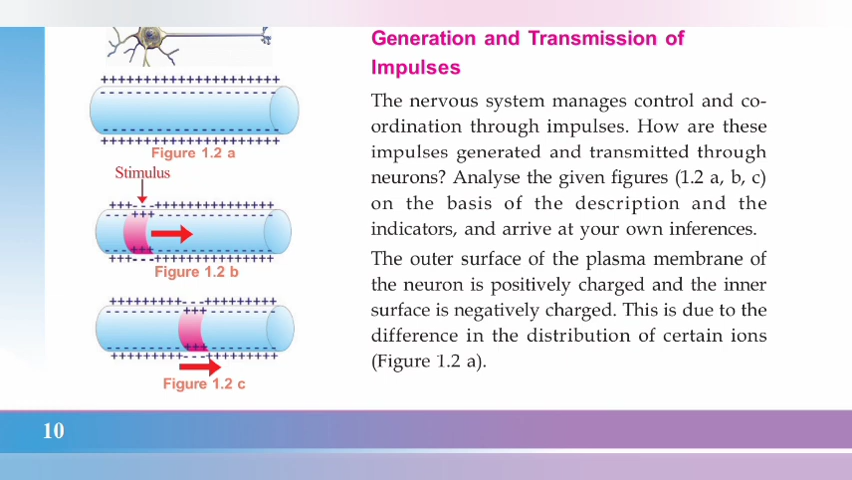 Generation and Transmission of
Impulses
The nervous system manages control and co-
ordination through impulses. How are these
impulses generated and transmitted through
neurons? Analyse the given figures (1.2 a, b, c)
on the basis of the description and the
indicators, and arrive at your own inferences.
The outer surface of the plasma membrane of
the neuron is positively charged and the inner
surface is negatively charged. This is due to the
difference in the distribution of certain ions
(Figure 1.2 a).
Figure 1.2 a
Stimulus
Figure 1.2 b
Figure 1.2 c
10